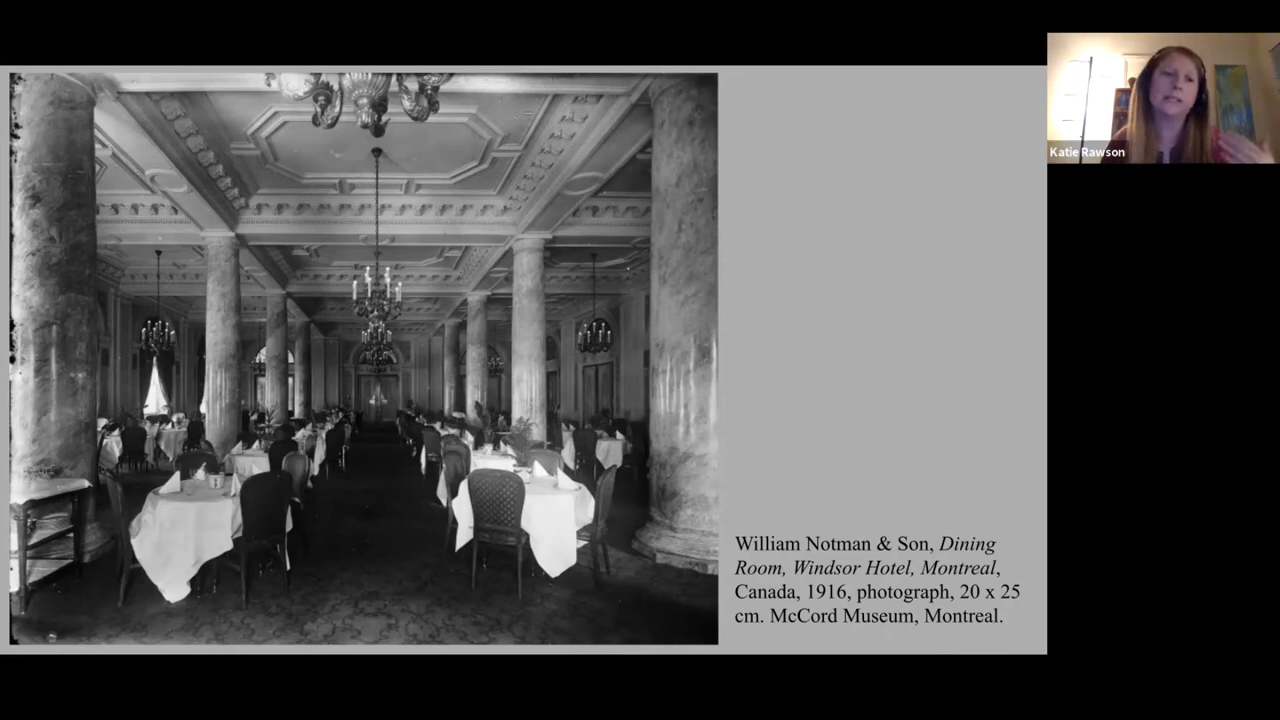 Katie Rawson
William Notman & Son, Dining
Room, Windsor Hotel, Montreal,
Canada, 1916, photograph, 20 x 25
cm. McCord Museum, Montreal.